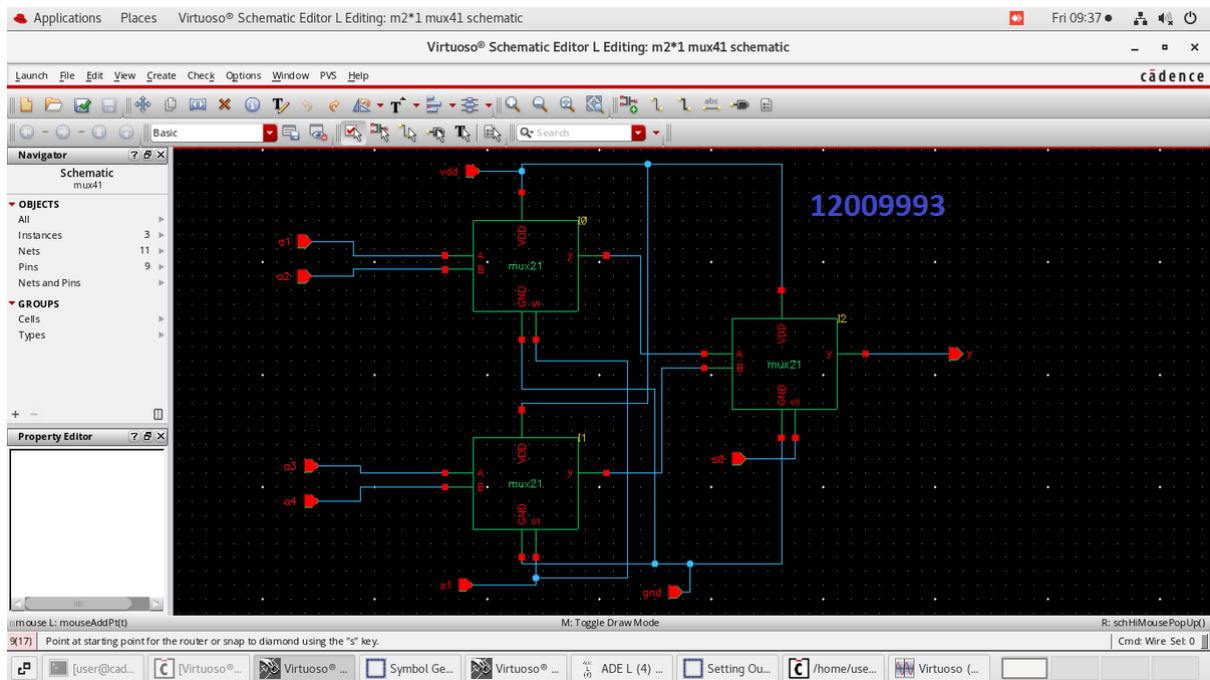 Applications Places Virtuoso® Schematic Editor L Editing: m2*1 mux41 schematic Fri 09:37
Virtuoso® Schematic Editor L Editing: m2*1 mux41 schematic
Launch File Edit View Create Check Options Window PVS Help cādence
abc
Basic Search
Navigator ? X
Schematic
mux41
OBJECTS
All
Instances 3
Nets 11
Pins 9
Nets and Pins
GROUPS
Cells
Types
+ −
Property Editor ? X
12009993
vdd
I0
VDD
a1
a2
A
B
mux21
y
GND S
I2
VDD
A
B
mux21
y
y
GND S
s0
I1
VDD
a3
a4
A
B
mux21
y
GND S
s1
gnd
mouse L: mouseAddPt(t) M: Toggle Draw Mode R: schHiMousePopUp()
9(17) Point at starting point for the router or snap to diamond using the "s" key. Cmd: Wire Sel: 0
[user@cad... [Virtuoso®... Virtuoso® ... Symbol Ge... Virtuoso® ... ADE L (4) ... Setting Ou... /home/use... Virtuoso (...